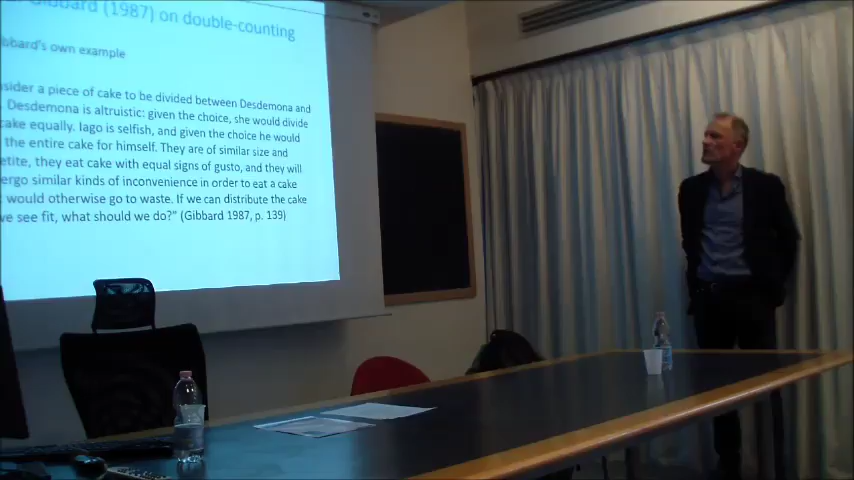 Gibbard (1987) on double-counting
bbard's own example
sider a piece of cake to be divided between Desdemona and
. Desdemona is altruistic: given the choice, she would divide
cake equally. Iago is selfish, and given the choice he would
the entire cake for himself. They are of similar size and
etite, they eat cake with equal signs of gusto, and they will
ergo similar kinds of inconvenience in order to eat a cake
would otherwise go to waste. If we can distribute the cake
we see fit, what should we do?" (Gibbard 1987, p. 139)